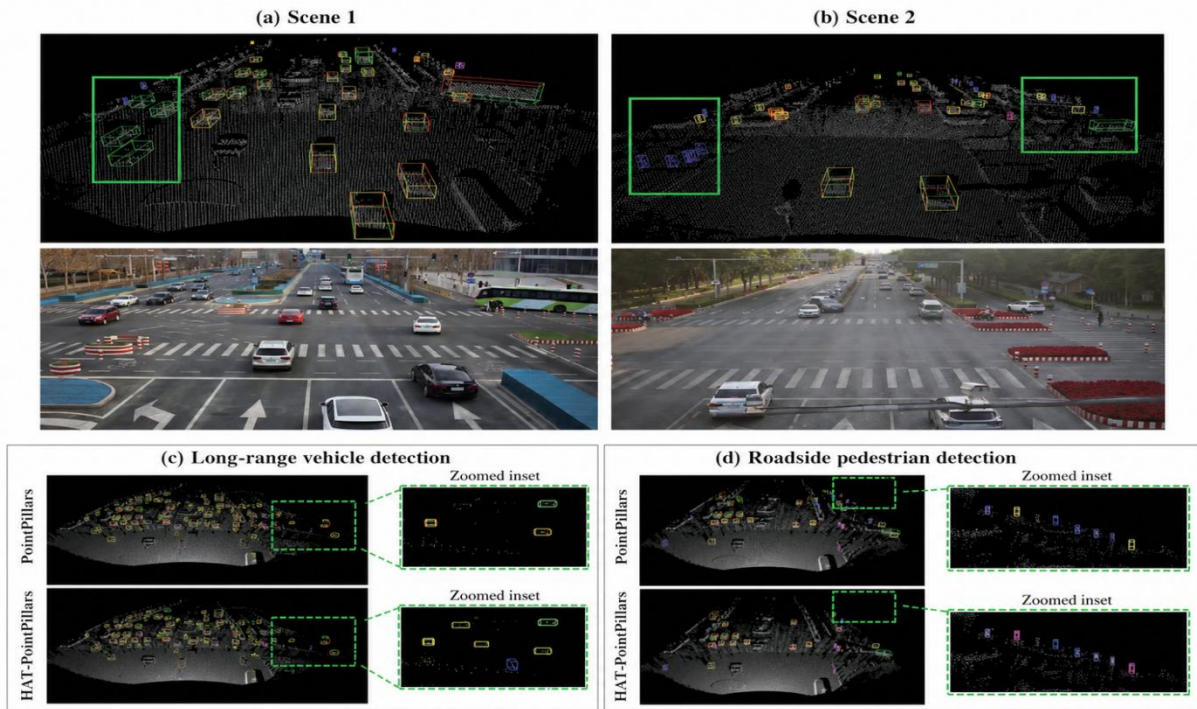 (a) Scene 1
(b) Scene 2
(c) Long-range vehicle detection
PointPillars
Zoomed inset
HAT-PointPillars
Zoomed inset
(d) Roadside pedestrian detection
PointPillars
Zoomed inset
HAT-PointPillars
Zoomed inset